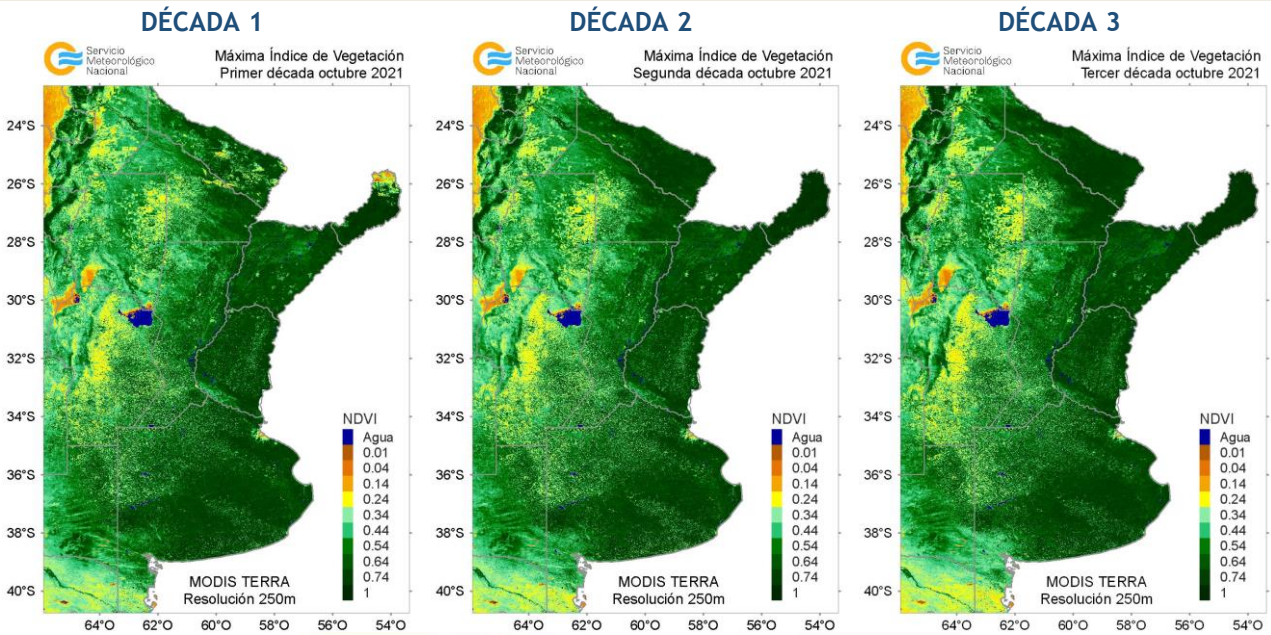 DÉCADA 1
Servicio
Meteorológico
Nacional
Máxima Índice de Vegetación
Primer década octubre 2021
24°S
26°S
28°S
30°S
32°S
34°S
36°S
38°S
40°S
NDVI
Agua
0.01
0.04
0.14
0.24
0.34
0.44
0.54
0.64
0.74
1
MODIS TERRA
Resolución 250m
64°O 62°O 60°O 58°O 56°O 54°O
DÉCADA 2
Servicio
Meteorológico
Nacional
Máxima Índice de Vegetación
Segunda década octubre 2021
24°S
26°S
28°S
30°S
32°S
34°S
36°S
38°S
40°S
NDVI
Agua
0.01
0.04
0.14
0.24
0.34
0.44
0.54
0.64
0.74
1
MODIS TERRA
Resolución 250m
64°O 62°O 60°O 58°O 56°O 54°O
DÉCADA 3
Servicio
Meteorológico
Nacional
Máxima Índice de Vegetación
Tercer década octubre 2021
24°S
26°S
28°S
30°S
32°S
34°S
36°S
38°S
40°S
NDVI
Agua
0.01
0.04
0.14
0.24
0.34
0.44
0.54
0.64
0.74
1
MODIS TERRA
Resolución 250m
64°O 62°O 60°O 58°O 56°O 54°O